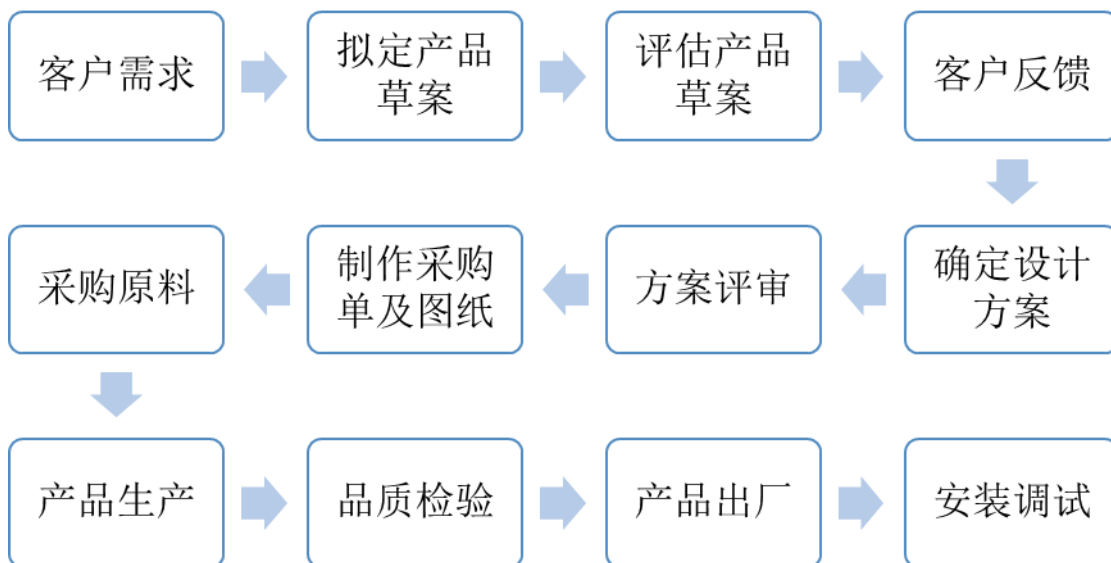 客户需求
拟定产品
草案
评估产品
草案
客户反馈
确定设计
方案
方案评审
制作采购
单及图纸
采购原料
产品生产
品质检验
产品出厂
安装调试